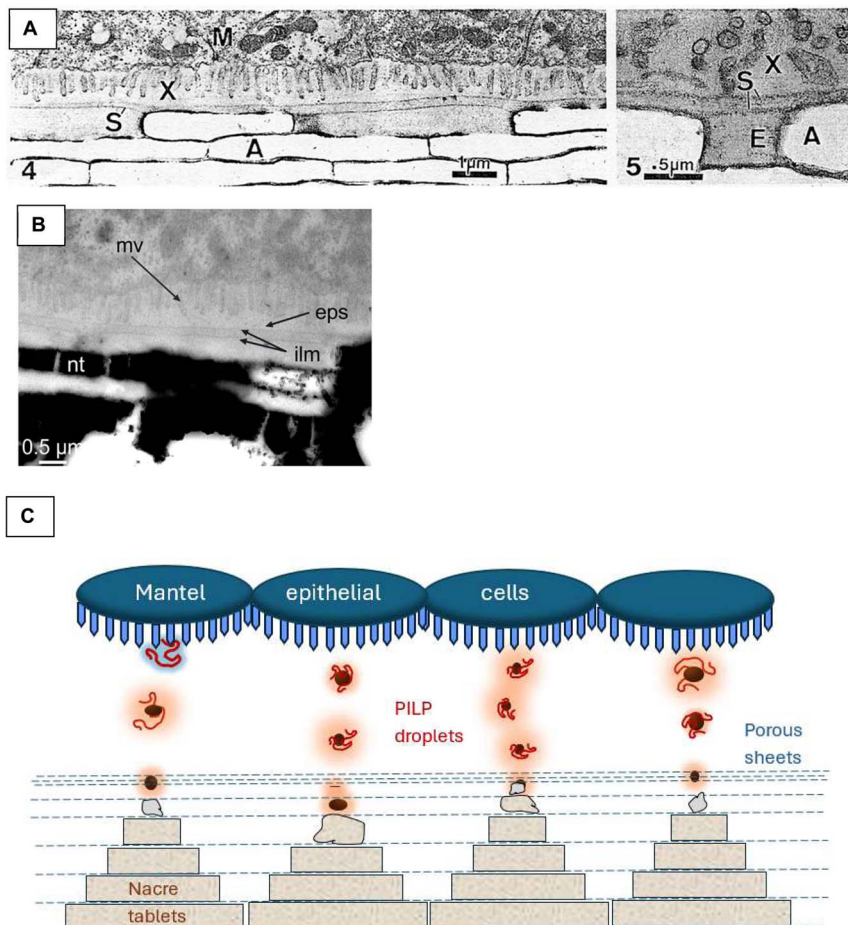 A
M
X
S
A
4
1μm
X
S
E
A
5
.5μm
B
mv
eps
ilm
nt
0.5 μm
C
Mantel epithelial cells
PILP
droplets
Porous
sheets
Nacre
tablets